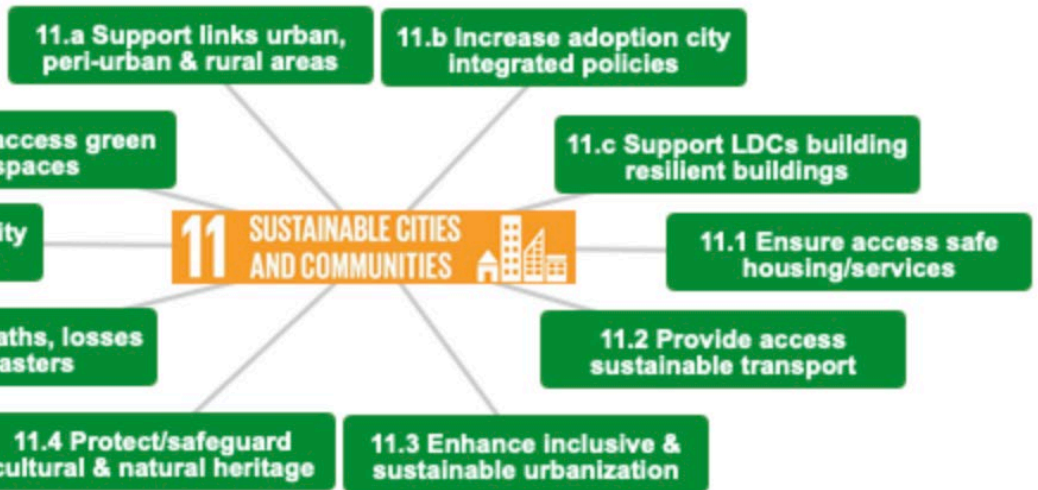 11.a Support links urban,
peri-urban & rural areas
11.b Increase adoption city
integrated policies
access green
spaces
11.c Support LDCs building
resilient buildings
11 SUSTAINABLE CITIES
AND COMMUNITIES
11.1 Ensure access safe
housing/services
losses
11.2 Provide access
sustainable transport
11.4 Protect/safeguard
cultural & natural heritage
11.3 Enhance inclusive &
sustainable urbanization